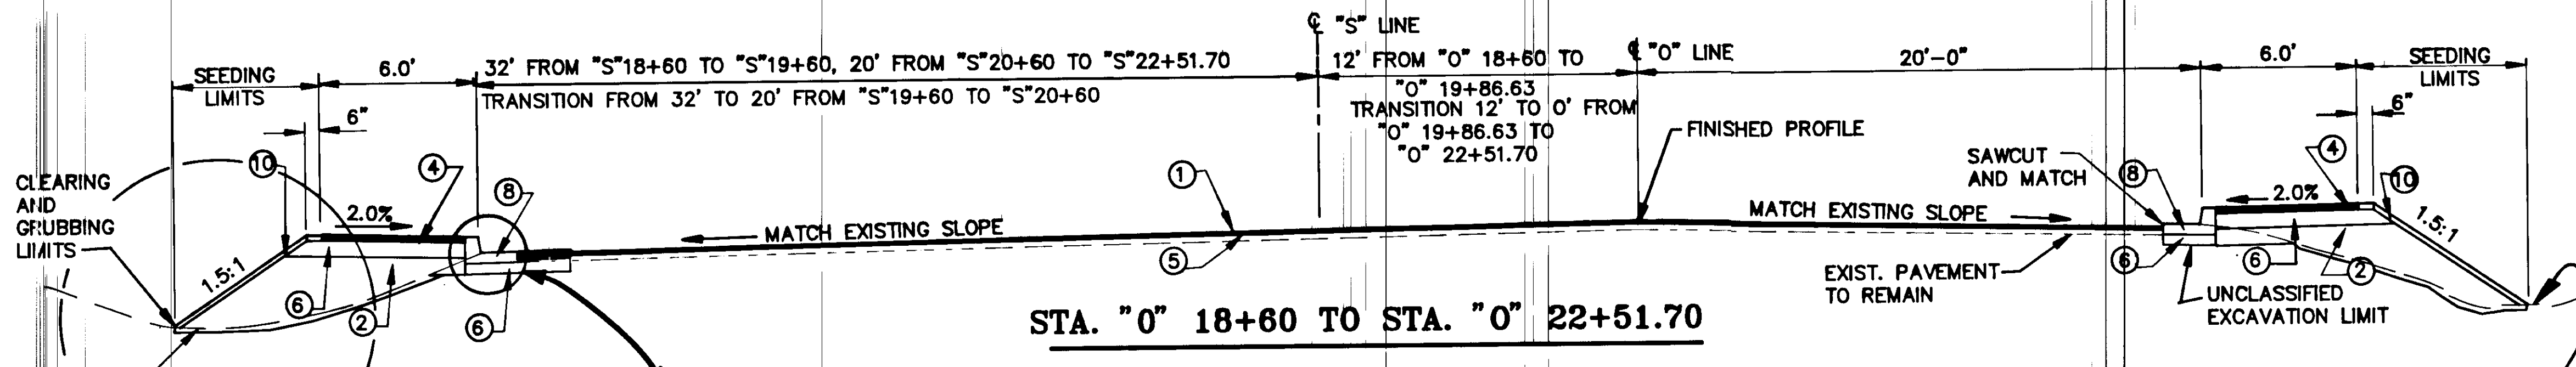 ℄ "S" LINE
SEEDING
LIMITS
6.0'
32' FROM "S"18+60 TO "S"19+60, 20' FROM "S"20+60 TO "S"22+51.70
TRANSITION FROM 32' TO 20' FROM "S"19+60 TO "S"20+60
12' FROM "O" 18+60 TO
"O" 19+86.63
TRANSITION 12' TO 0' FROM
"O" 19+86.63 TO
"O" 22+51.70
℄ "O" LINE
20'-0"
6.0'
SEEDING
LIMITS
6"
6"
FINISHED PROFILE
CLEARING
AND
GRUBBING
LIMITS
10
2.0%
4
8
1
SAWCUT
AND MATCH
8
2.0%
4
10
MATCH EXISTING SLOPE
MATCH EXISTING SLOPE
1.5:1
1.5:1
6
2
6
5
EXIST. PAVEMENT
TO REMAIN
6
6
2
UNCLASSIFIED
EXCAVATION LIMIT
STA. "O" 18+60 TO STA. "O" 22+51.70